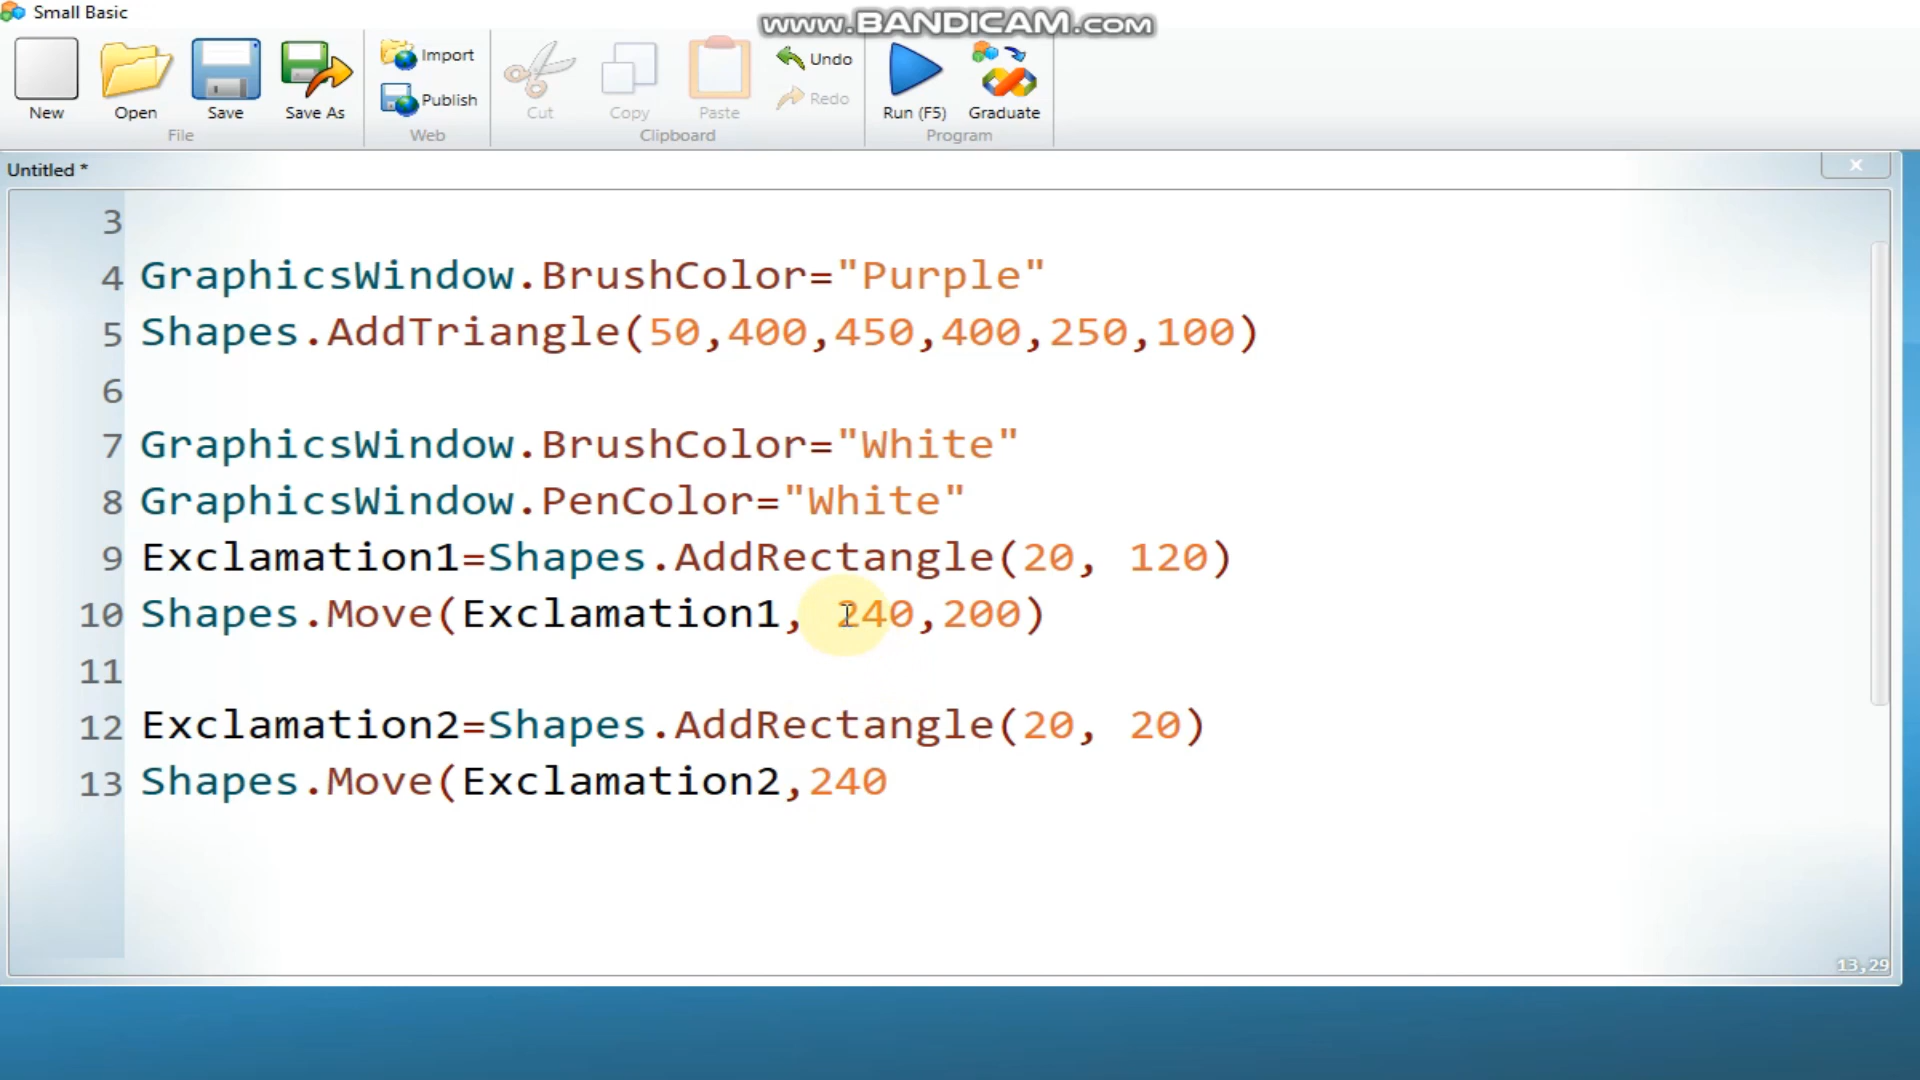 Small Basic
www.BANDICAM.com
New
Open
Save
Save As
File
Import
Publish
Web
Cut
Copy
Paste
Undo
Redo
Clipboard
Run (F5)
Graduate
Program
Untitled *
3
4 GraphicsWindow.BrushColor="Purple"
5 Shapes.AddTriangle(50,400,450,400,250,100)
6
7 GraphicsWindow.BrushColor="White"
8 GraphicsWindow.PenColor="White"
9 Exclamation1=Shapes.AddRectangle(20, 120)
10 Shapes.Move(Exclamation1, 240,200)
11
12 Exclamation2=Shapes.AddRectangle(20, 20)
13 Shapes.Move(Exclamation2,240
13,29